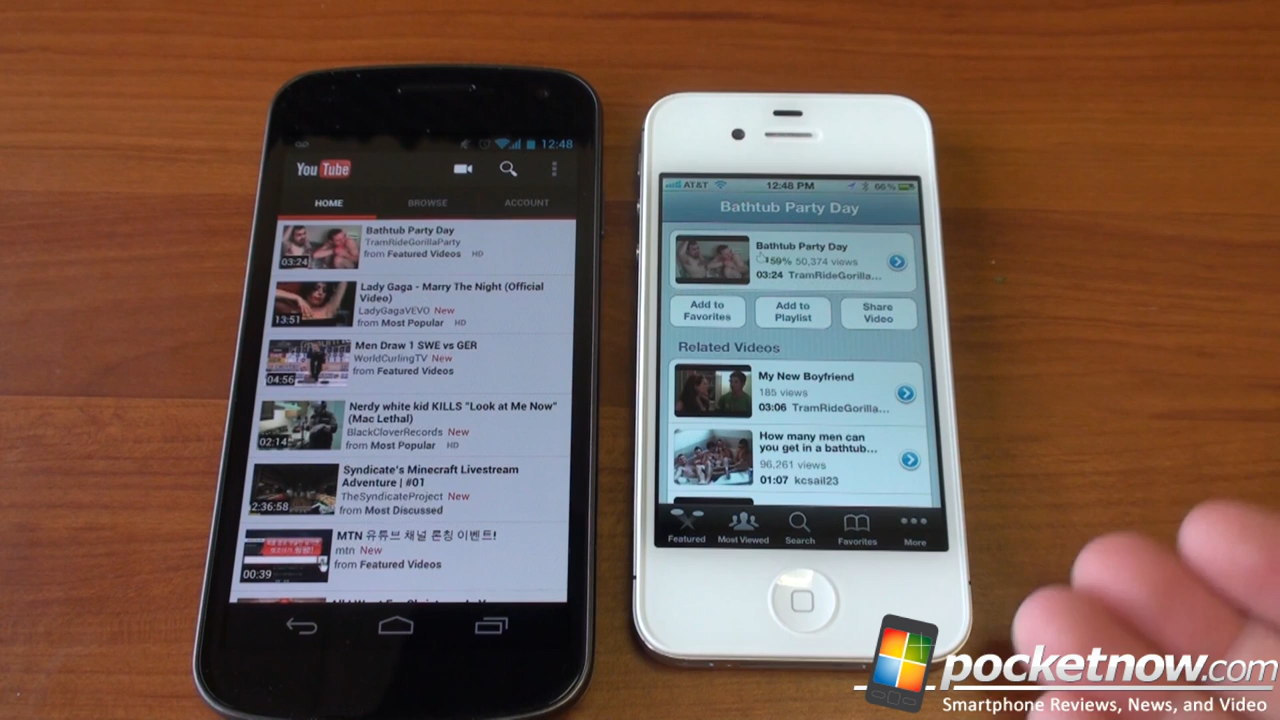 12:48
YouTube
HOME BROWSE ACCOUNT
03:24
Bathtub Party Day
TramRideGorillaParty
from Featured Videos HD
13:51
Lady Gaga - Marry The Night (Official
Video)
LadyGagaVEVO New
from Most Popular HD
04:56
Men Draw 1 SWE vs GER
WorldCurlingTV New
from Featured Videos
02:14
Nerdy white kid KILLS "Look at Me Now"
(Mac Lethal)
BlackCloverRecords New
from Most Popular HD
2:36:58
Syndicate's Minecraft Livestream
Adventure | #01
TheSyndicateProject New
from Most Discussed
00:39
MTN 유튜브 채널 론칭 이벤트!
mtn New
from Featured Videos
AT&T 12:48 PM 66%
Bathtub Party Day
Bathtub Party Day
59% 50,374 views
03:24 TramRideGorilla...
Add to
Favorites
Add to
Playlist
Share
Video
Related Videos
My New Boyfriend
185 views
03:06 TramRideGorilla...
How many men can
you get in a bathtub...
96,261 views
01:07 kcsail23
Featured Most Viewed Search Favorites More
pocketnow.com
Smartphone Reviews, News, and Video